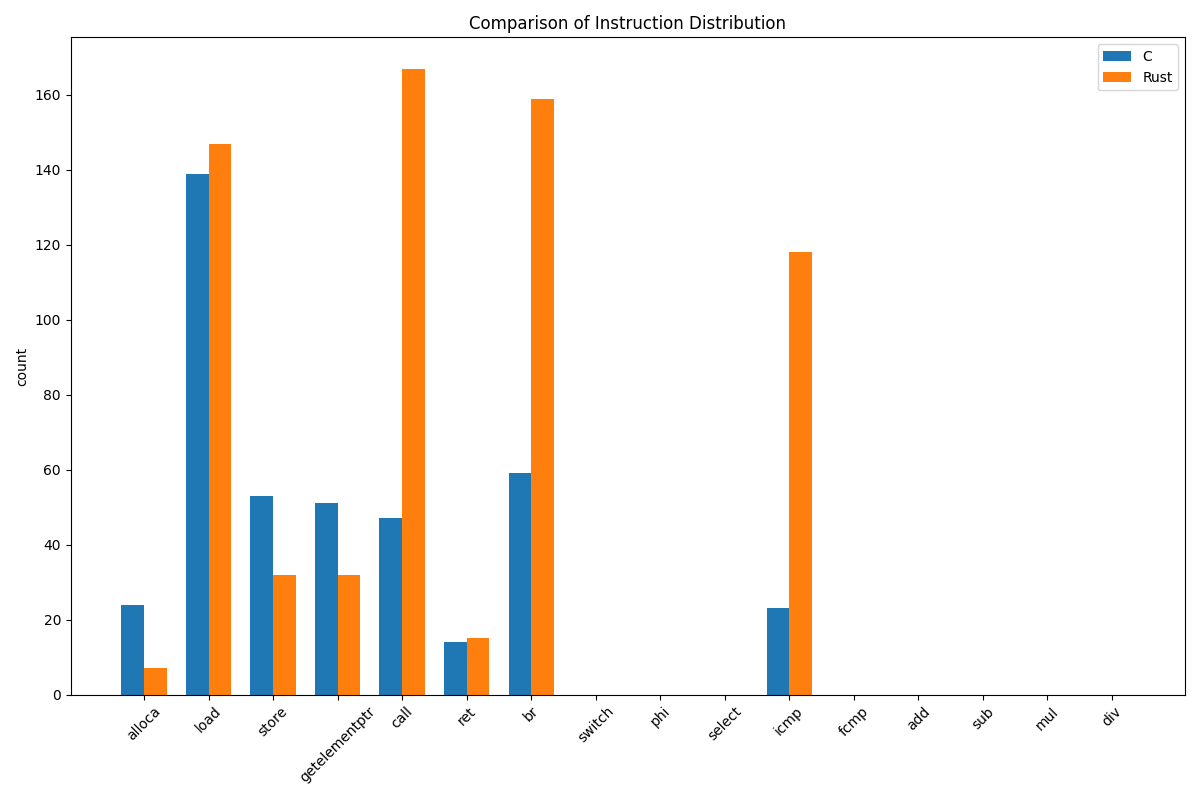 Comparison of Instruction Distribution
C
Rust
count
160
140
120
100
80
60
40
20
0
alloca
load
store
getelementptr
call
ret
br
switch
phi
select
icmp
fcmp
add
sub
mul
div